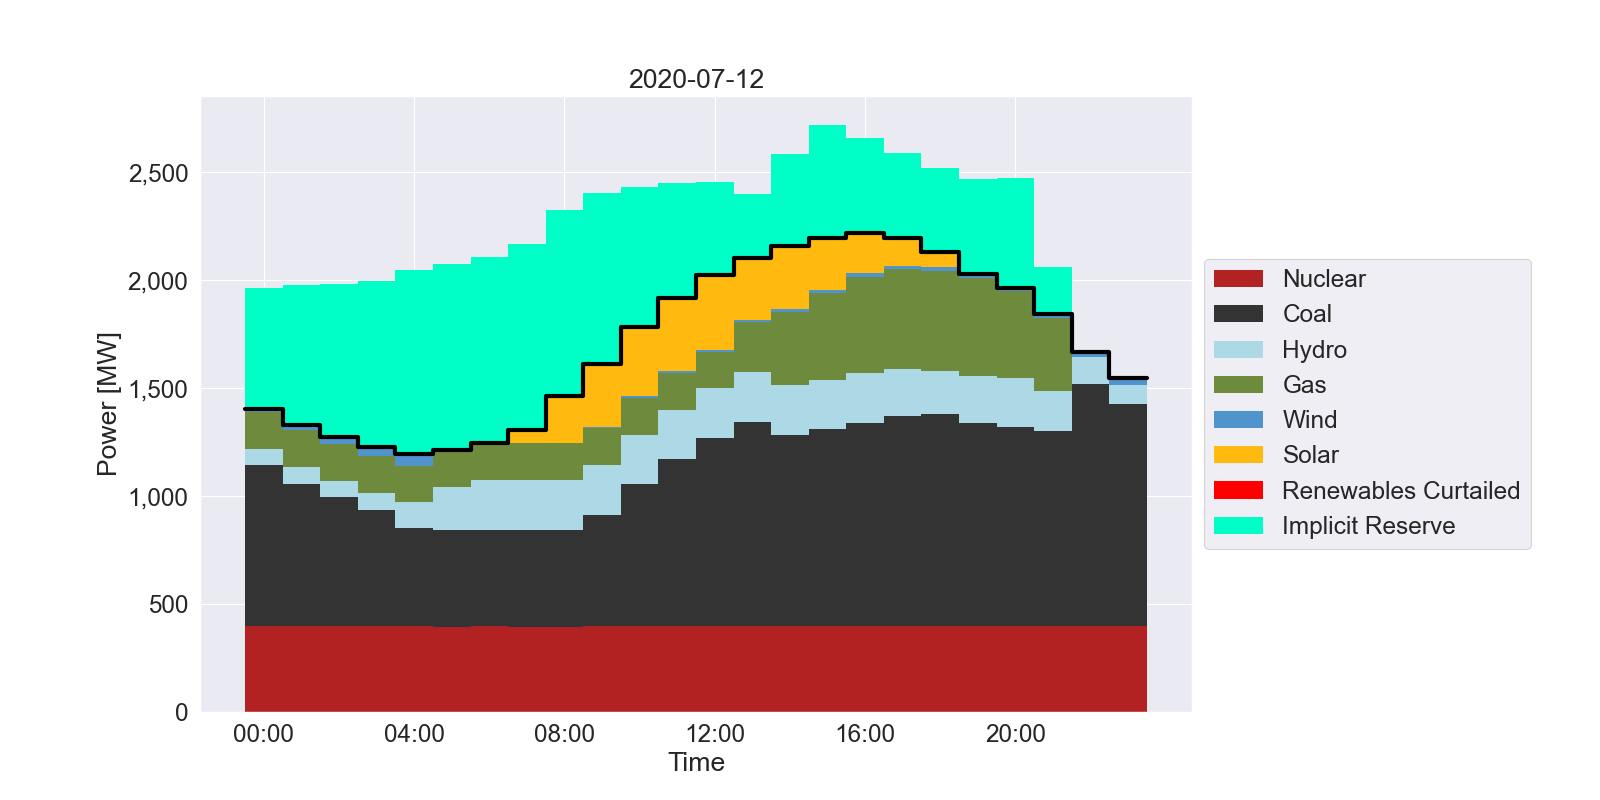 2020-07-12
Power [MW]
2,500
2,000
1,500
1,000
500
0
00:00 04:00 08:00 12:00 16:00 20:00
Time
Nuclear
Coal
Hydro
Gas
Wind
Solar
Renewables Curtailed
Implicit Reserve